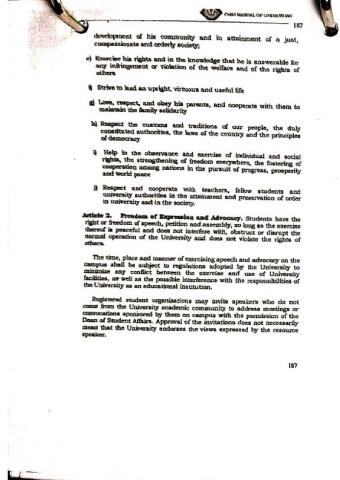 CVSU MANUAL OF OPERATIONS
187
development of his community and in attainment of a just,
compassionate and orderly society;
e) Exercise his rights and in the knowledge that he is answerable for
any infringement or violation of the welfare and of the rights of
others
f) Strive to lead an upright, virtuous and useful life
g) Love, respect, and obey his parents, and cooperate with them to
maintain the family solidarity
h) Respect the customs and traditions of our people, the duly
constituted authorities, the laws of the country and the principles
of democracy
i) Help in the observance and exercise of individual and social
rights, the strengthening of freedom everywhere, the fostering of
cooperation among nations in the pursuit of progress, prosperity
and world peace
j) Respect and cooperate with teachers, fellow students and
university authorities in the attainment and preservation of order
in university and in the society.
Article 2. Freedom of Expression and Advocacy. Students have the
right or freedom of speech, petition and assembly, so long as the exercise
thereof is peaceful and does not interfere with, obstruct or disrupt the
normal operation of the University and does not violate the rights of
others.
The time, place and manner of exercising speech and advocacy on the
campus shall be subject to regulations adopted by the University to
minimize any conflict between the exercise and use of University
facilities, as well as the possible interference with the responsibilities of
the University as an educational institution.
Registered student organizations may invite speakers who do not
come from the University academic community to address meetings or
convocations sponsored by them on campus with the permission of the
Dean of Student Affairs. Approval of the invitations does not necessarily
mean that the University endorses the views expressed by the resource
speaker.
187